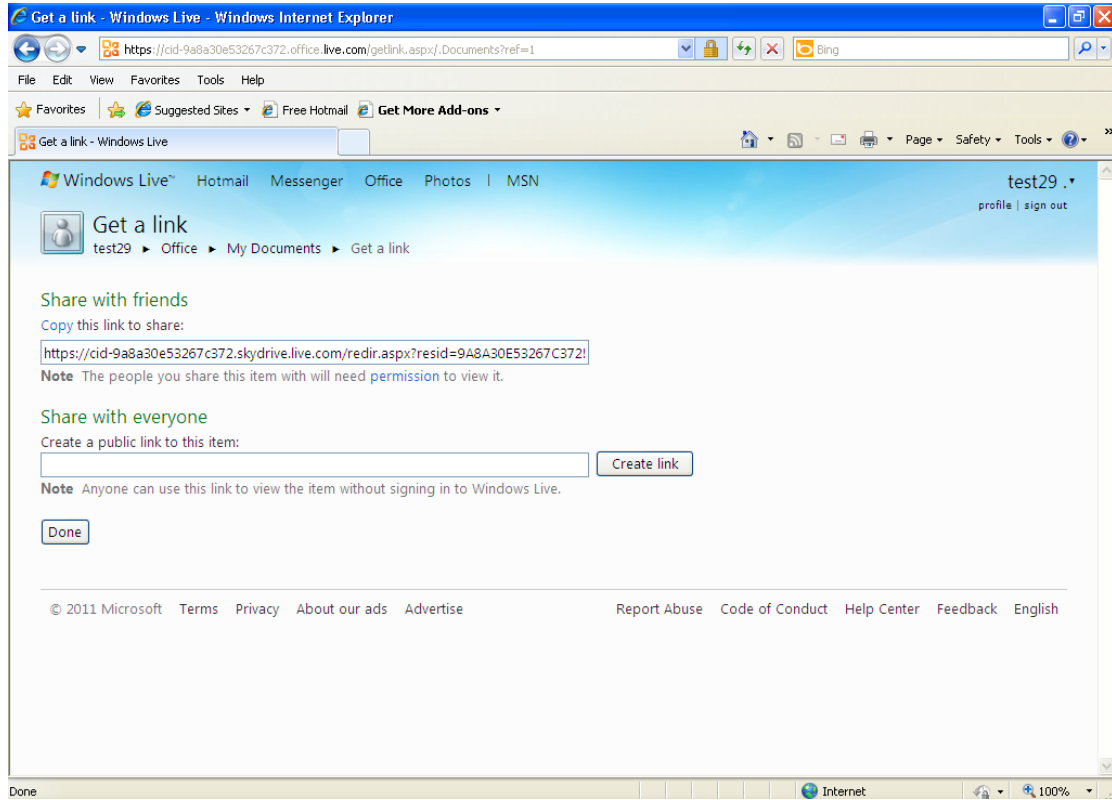 Get a link - Windows Live - Windows Internet Explorer
https://cid-9a8a30e53267c372.office.live.com/getlink.aspx/.Documents?ref=1
Bing
File Edit View Favorites Tools Help
Favorites Suggested Sites Free Hotmail Get More Add-ons
Get a link - Windows Live Page Safety Tools »
Windows Live™ Hotmail Messenger Office Photos | MSN test29 .
profile | sign out
Get a link
test29 ► Office ► My Documents ► Get a link
Share with friends
Copy this link to share:
https://cid-9a8a30e53267c372.skydrive.live.com/redir.aspx?resid=9A8A30E53267C372!
Note The people you share this item with will need permission to view it.
Share with everyone
Create a public link to this item:
Create link
Note Anyone can use this link to view the item without signing in to Windows Live.
Done
© 2011 Microsoft Terms Privacy About our ads Advertise Report Abuse Code of Conduct Help Center Feedback English
Done Internet 100%